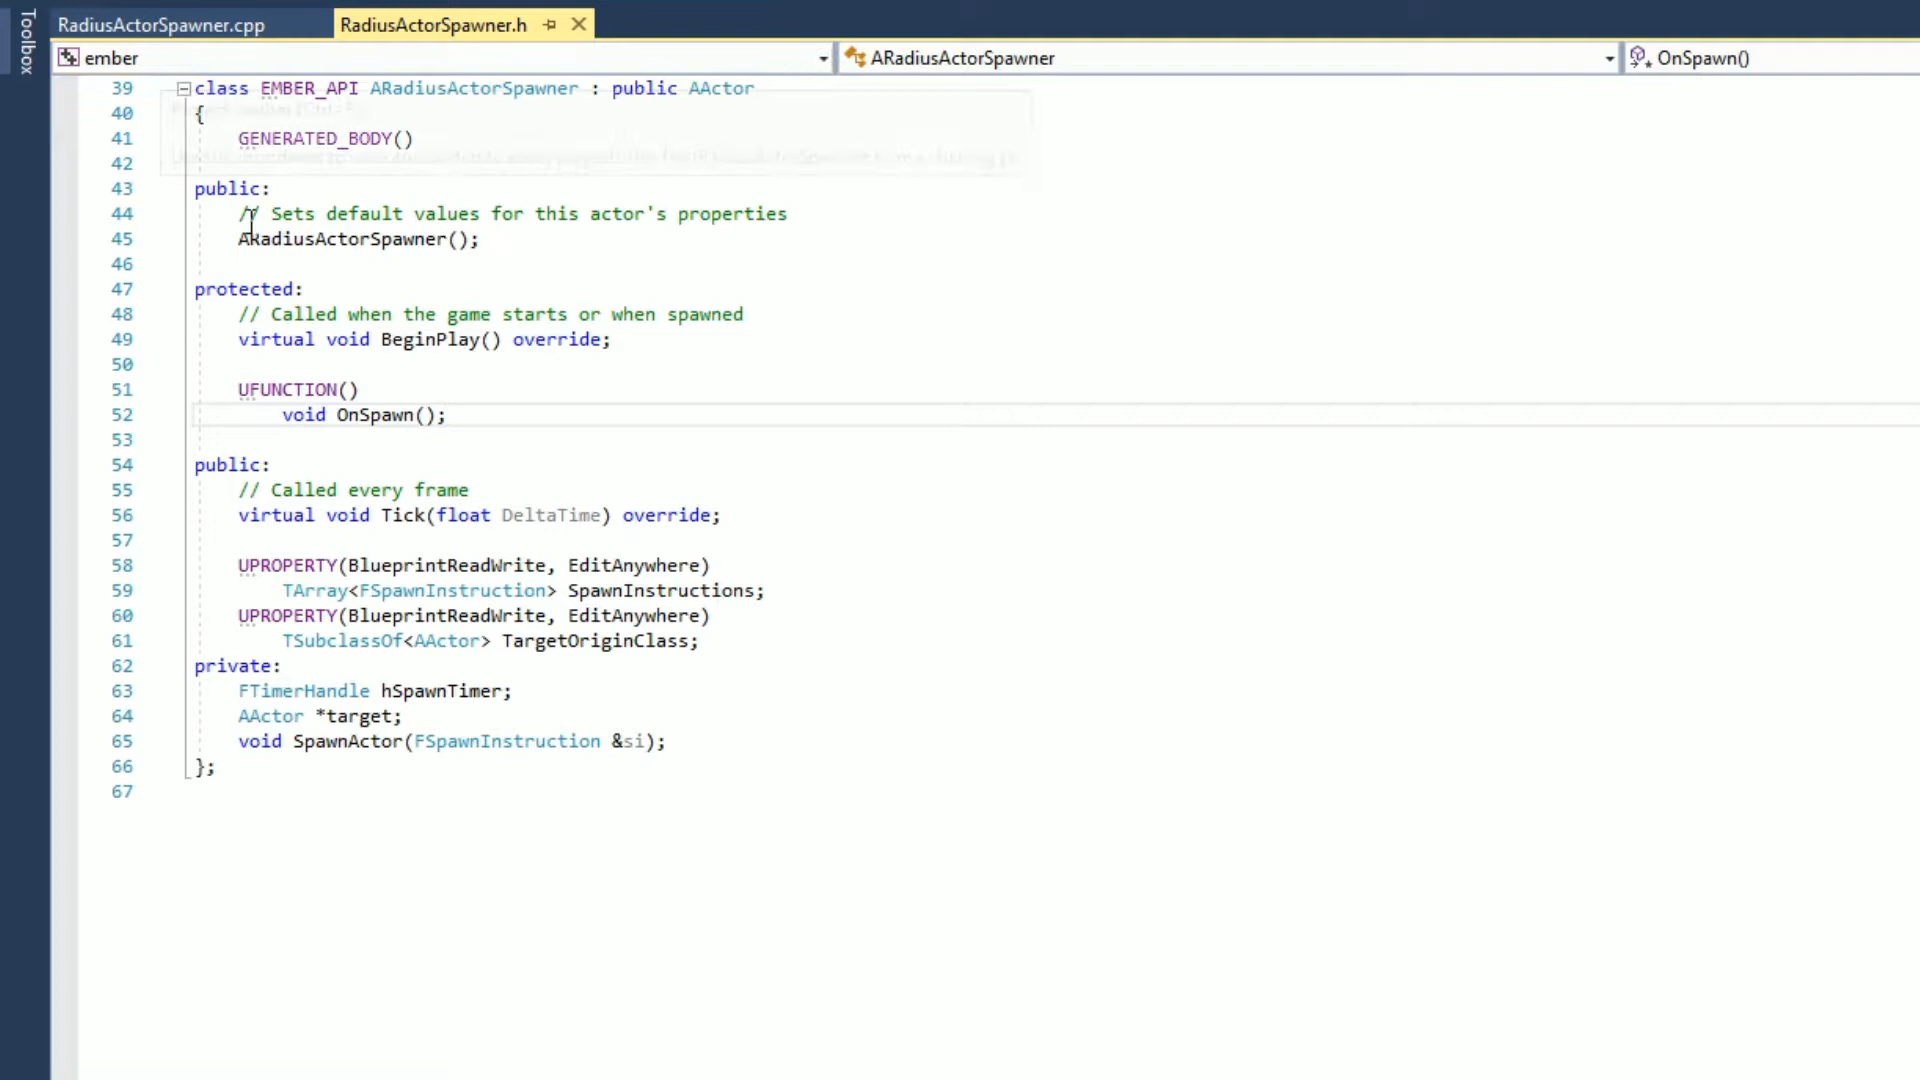 Toolbox
RadiusActorSpawner.cpp RadiusActorSpawner.h
ember ARadiusActorSpawner OnSpawn()
39 class EMBER_API ARadiusActorSpawner : public AActor
40 {
41 GENERATED_BODY()
42
43 public:
44 // Sets default values for this actor's properties
45 ARadiusActorSpawner();
46
47 protected:
48 // Called when the game starts or when spawned
49 virtual void BeginPlay() override;
50
51 UFUNCTION()
52 void OnSpawn();
53
54 public:
55 // Called every frame
56 virtual void Tick(float DeltaTime) override;
57
58 UPROPERTY(BlueprintReadWrite, EditAnywhere)
59 TArray<FSpawnInstruction> SpawnInstructions;
60 UPROPERTY(BlueprintReadWrite, EditAnywhere)
61 TSubclassOf<AActor> TargetOriginClass;
62 private:
63 FTimerHandle hSpawnTimer;
64 AActor *target;
65 void SpawnActor(FSpawnInstruction &si);
66 };
67